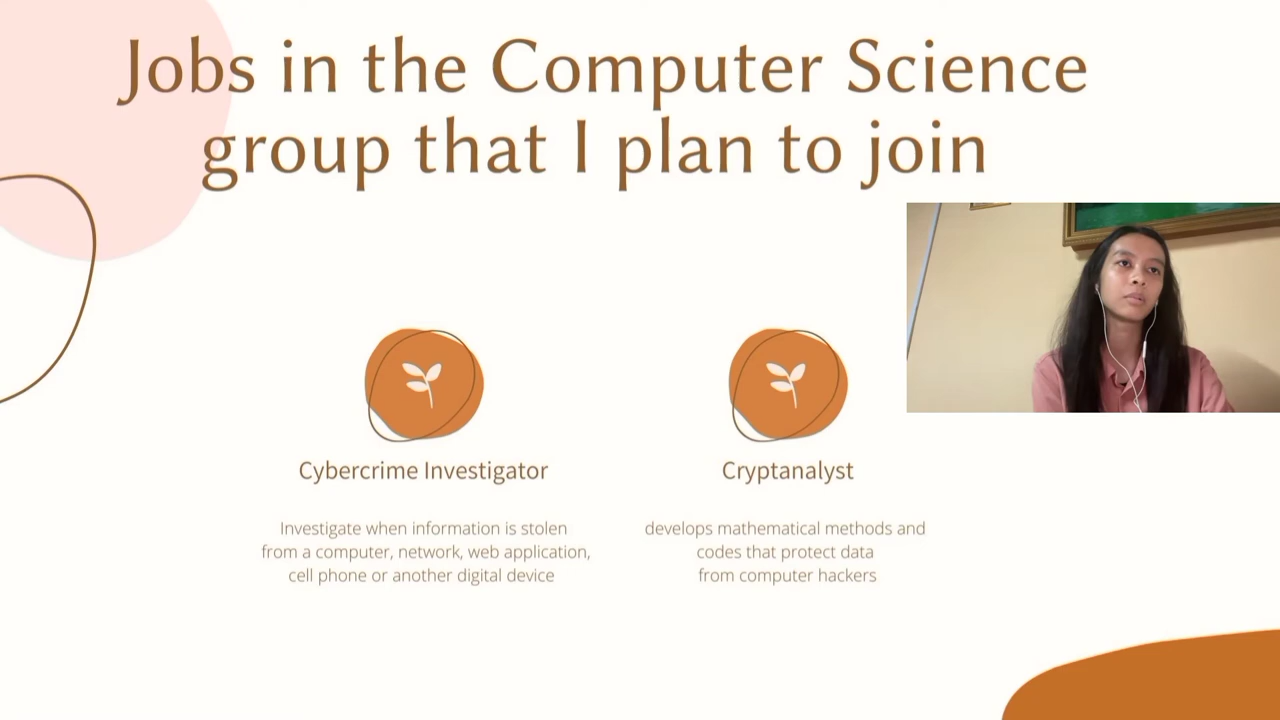 Jobs in the Computer Science
group that I plan to join
Cybercrime Investigator
Investigate when information is stolen
from a computer, network, web application,
cell phone or another digital device
Cryptanalyst
develops mathematical methods and
codes that protect data
from computer hackers